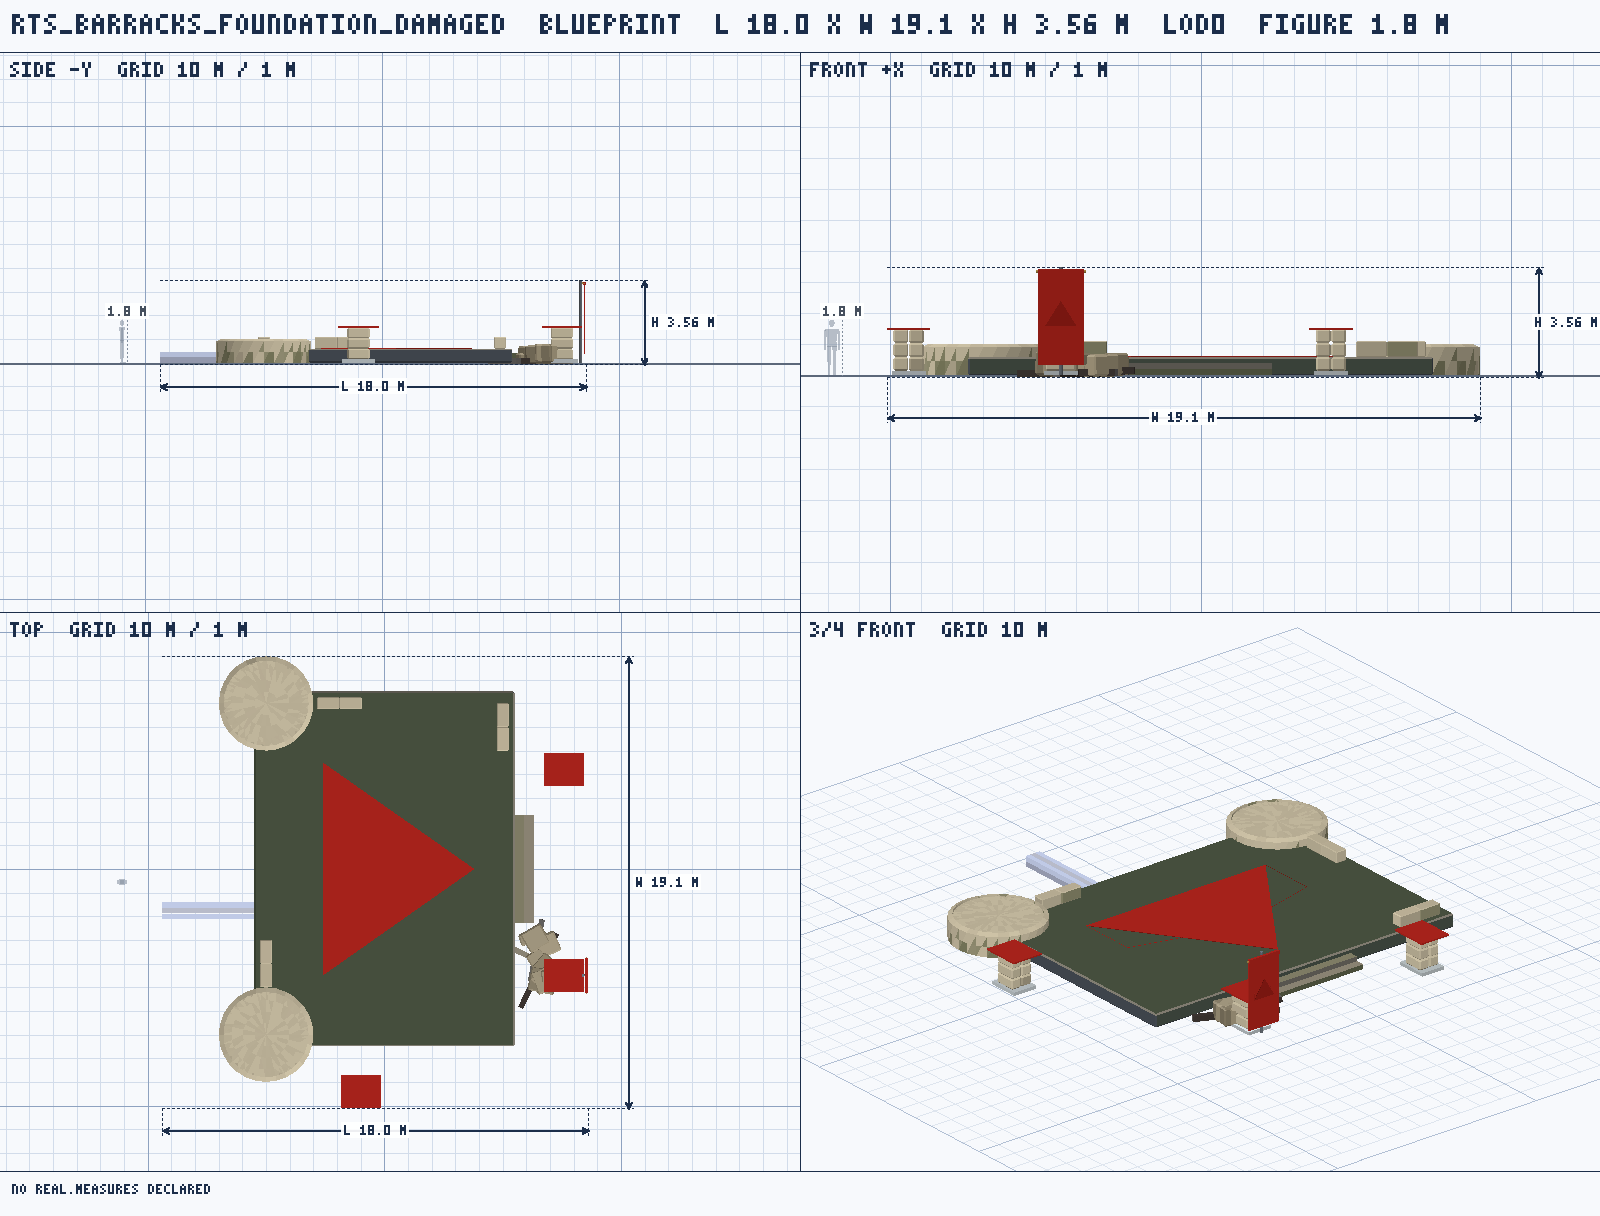 RTS_BARRACKS_FOUNDATION_DAMAGED BLUEPRINT L 18.0 X W 19.1 X H 3.56 M LOD0 FIGURE 1.8 M
SIDE -Y GRID 10 M / 1 M
1.8 M
H 3.56 M
L 18.0 M
FRONT +X GRID 10 M / 1 M
1.8 M
H 3.56 M
W 19.1 M
TOP GRID 10 M / 1 M
W 19.1 M
L 18.0 M
3/4 FRONT GRID 10 M
NO REAL.MEASURES DECLARED